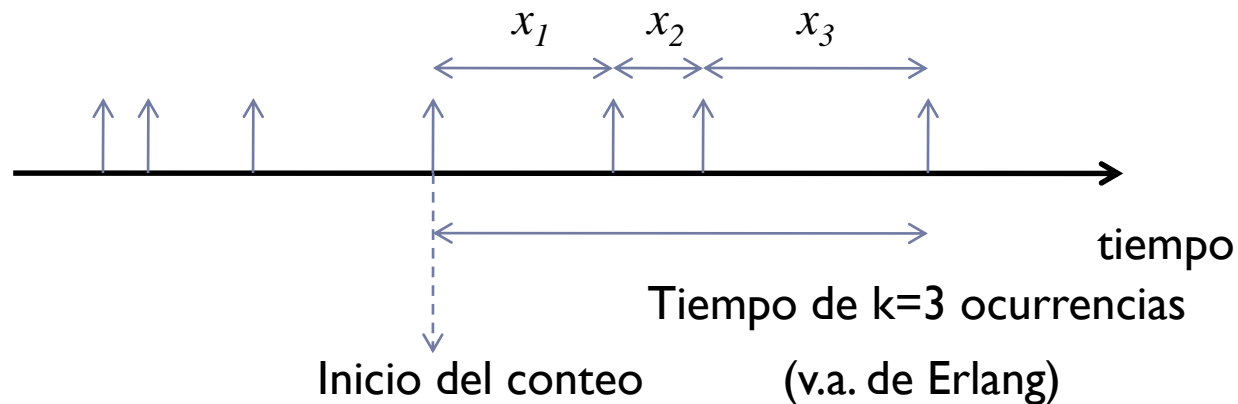 x1 x2 x3
tiempo
Tiempo de k=3 ocurrencias
Inicio del conteo (v.a. de Erlang)